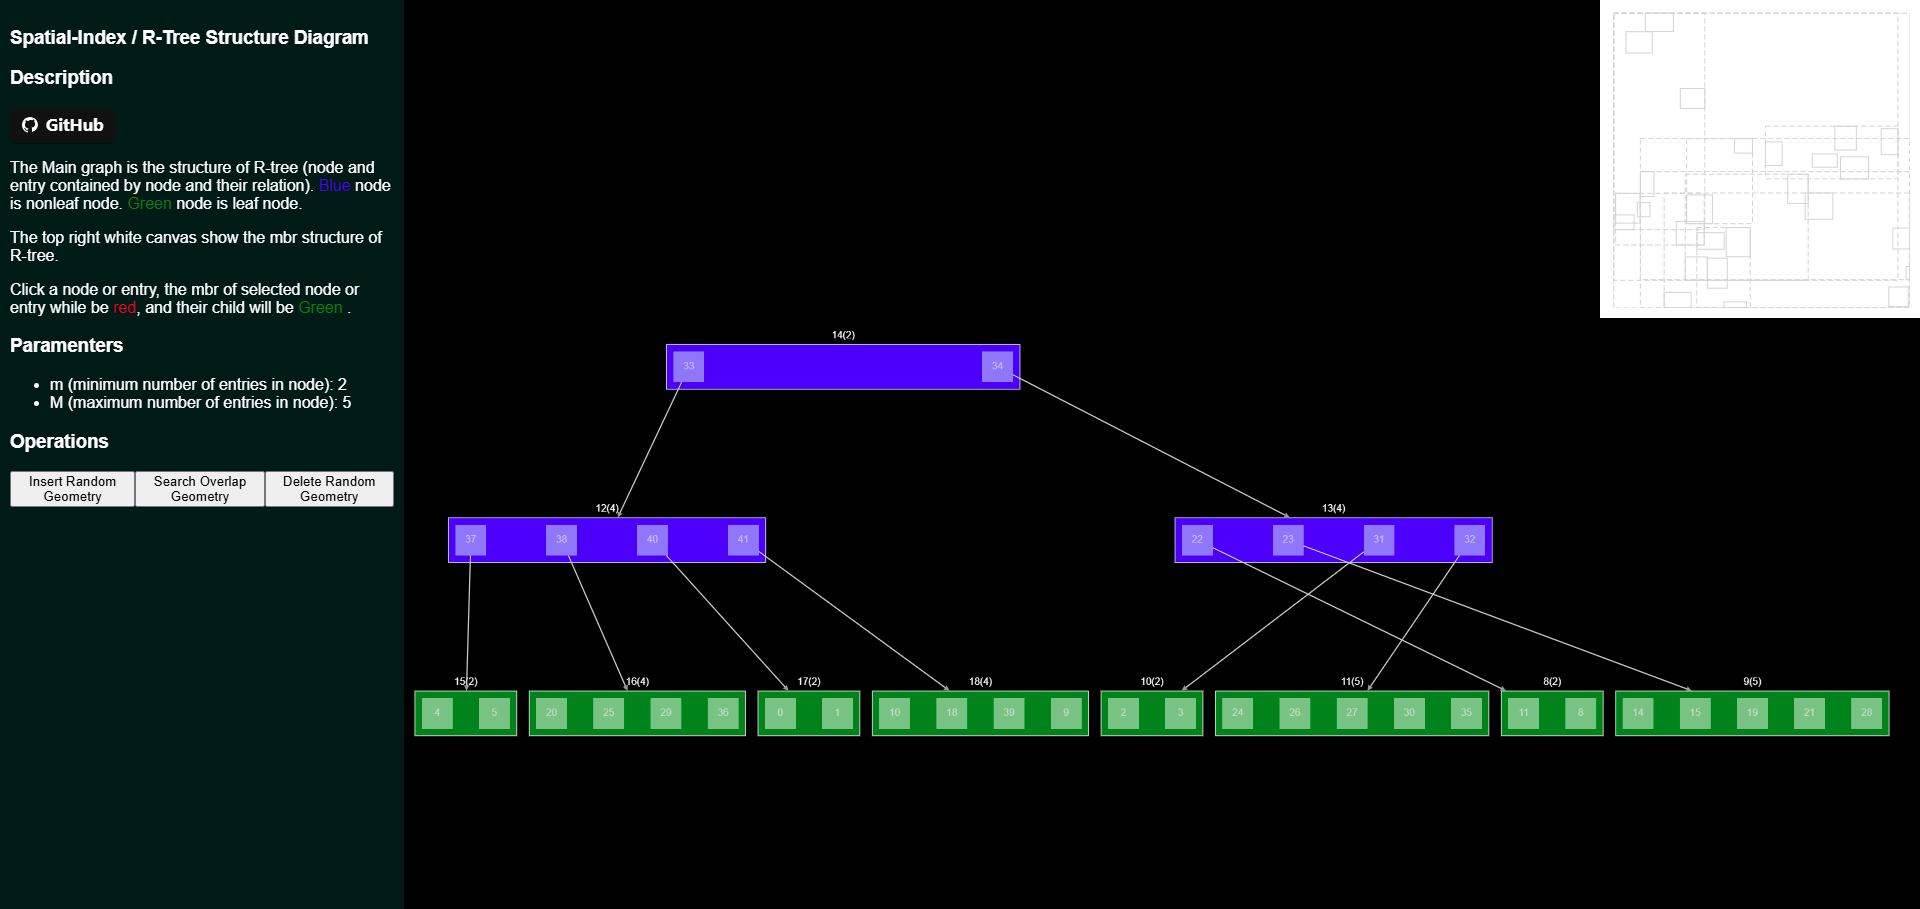 Spatial-Index / R-Tree Structure Diagram
Description
GitHub
The Main graph is the structure of R-tree (node and
entry contained by node and their relation). Blue node
is nonleaf node. Green node is leaf node.
The top right white canvas show the mbr structure of
R-tree.
Click a node or entry, the mbr of selected node or
entry while be red, and their child will be Green .
Paramenters
m (minimum number of entries in node): 2
M (maximum number of entries in node): 5
Operations
Insert Random
Geometry
Search Overlap
Geometry
Delete Random
Geometry
14(2)
33 34
12(4) 13(4)
37 38 40 41 22 23 31 32
15(2) 16(4) 17(2) 18(4) 10(2) 11(5) 8(2) 9(5)
4 5 20 25 29 36 0 1 10 18 39 9 2 3 24 26 27 30 35 11 8 14 15 19 21 28